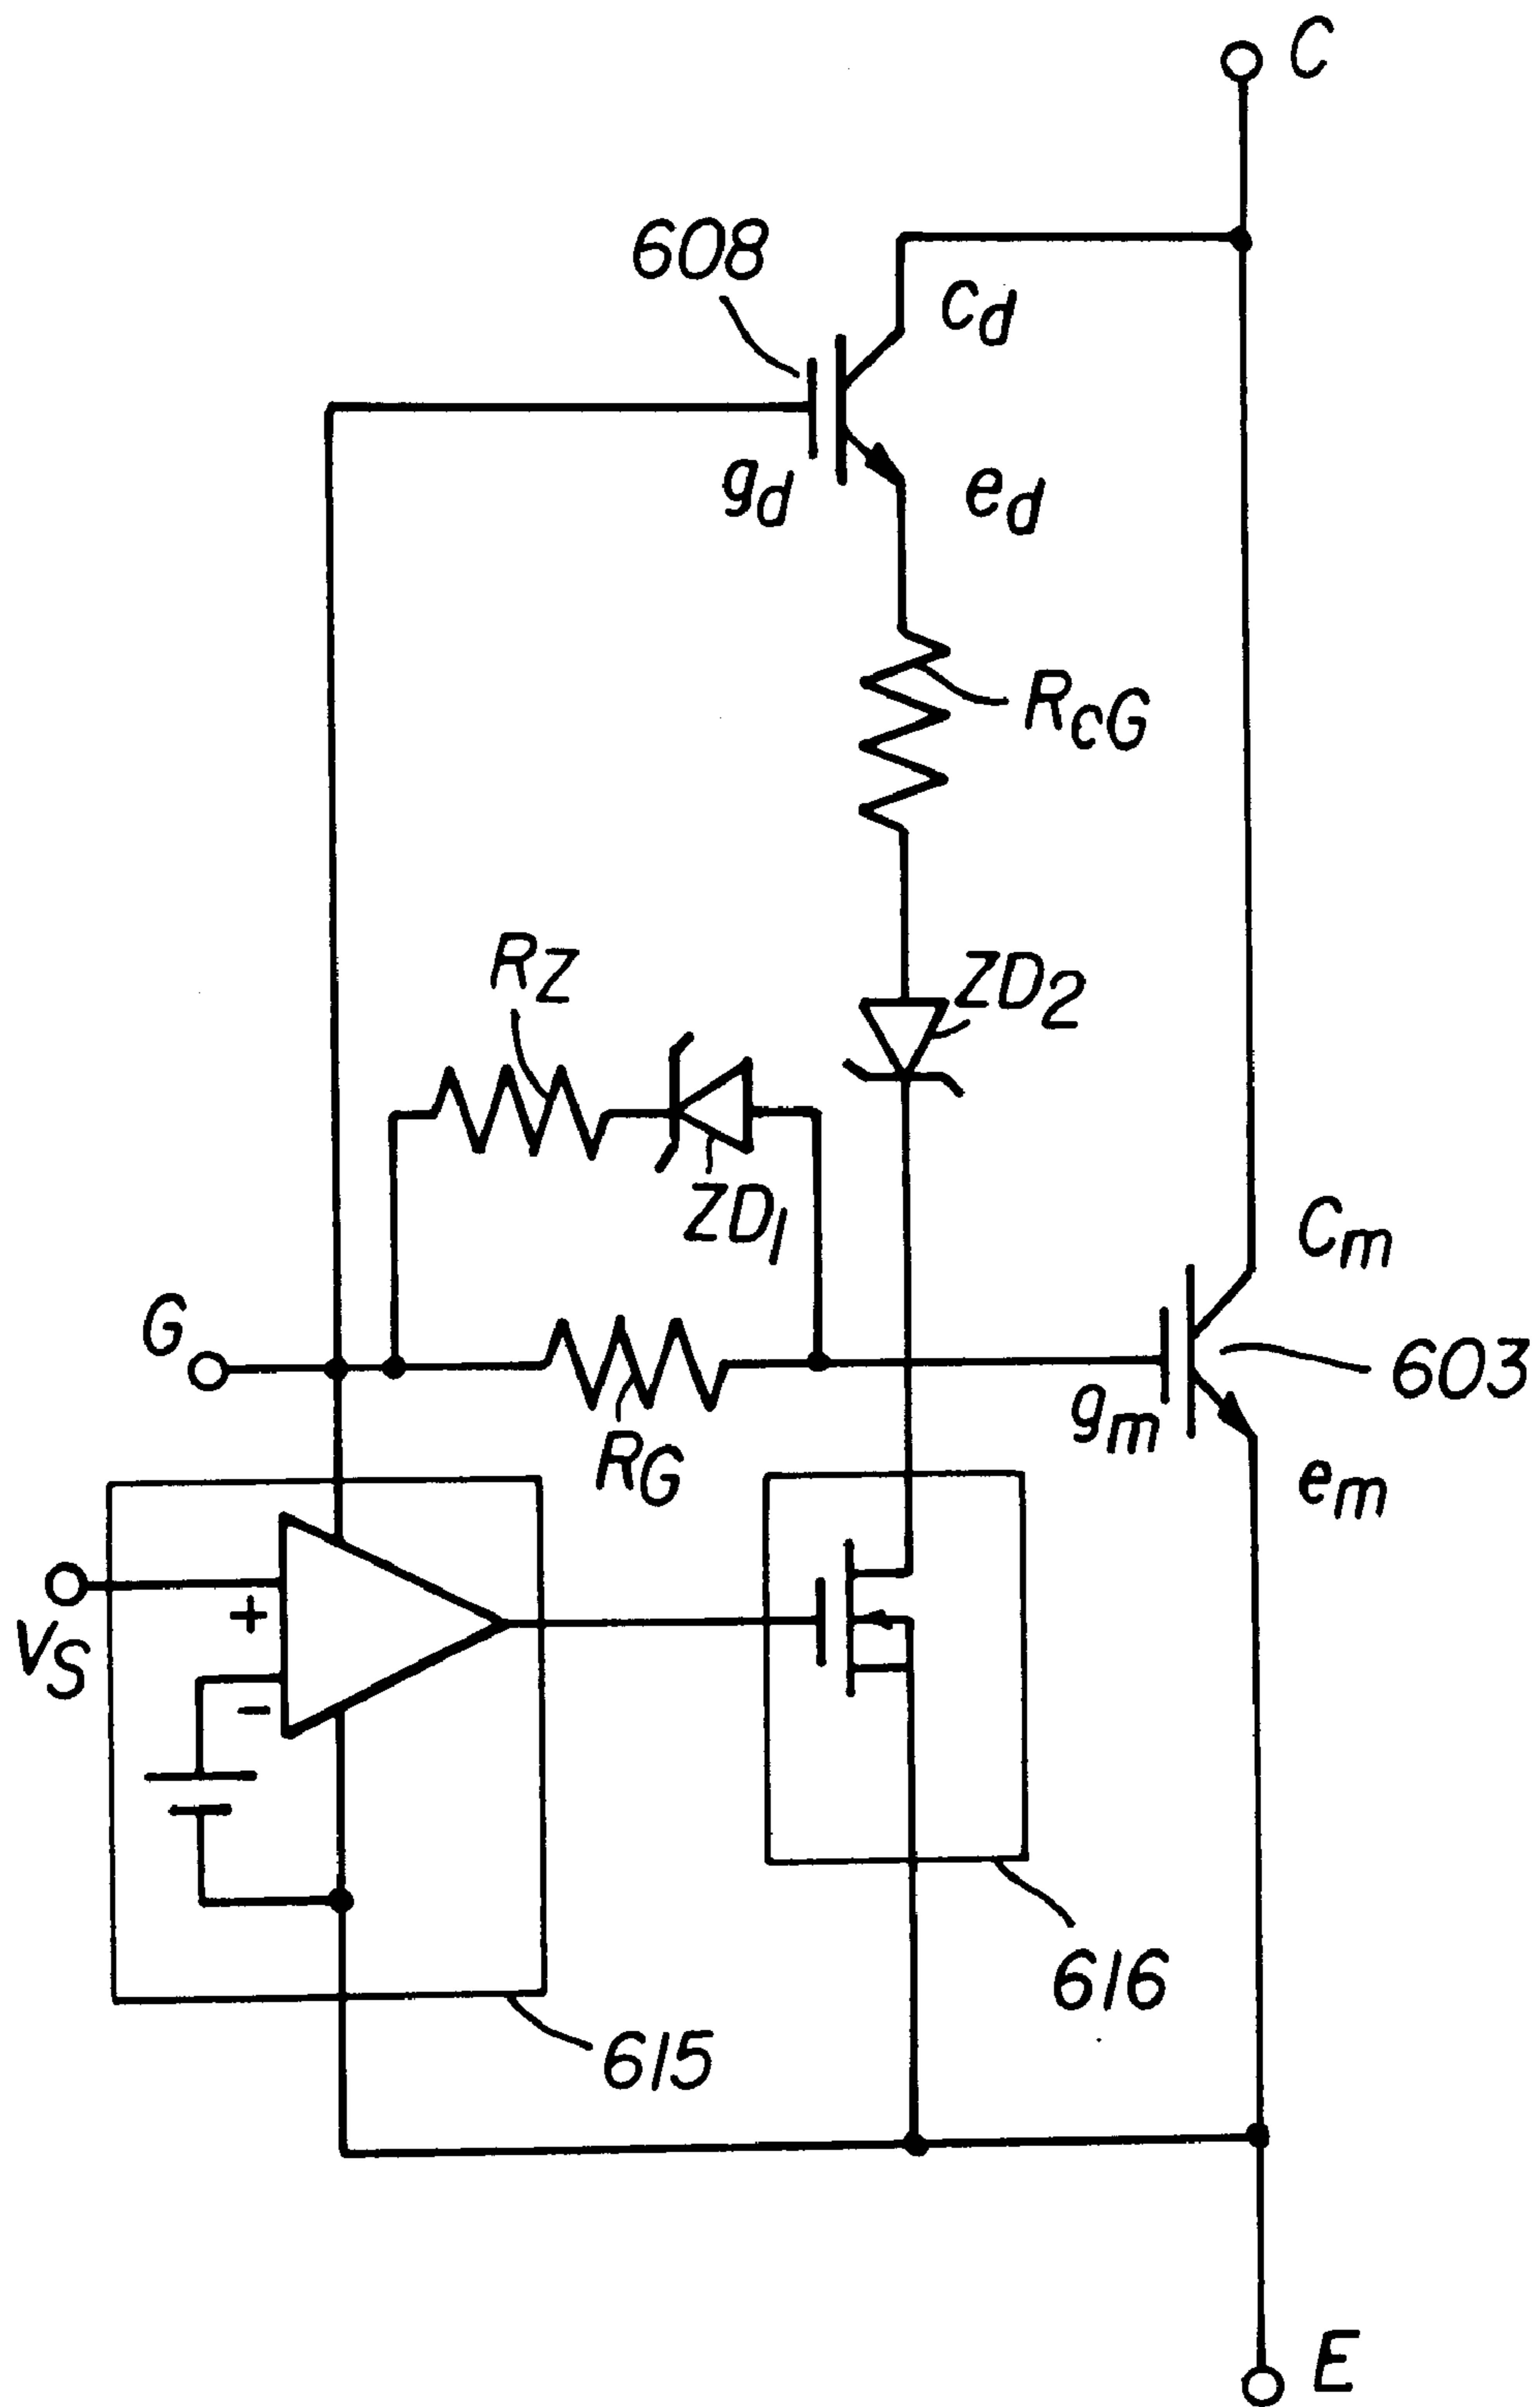 C
608
cd
gd
ed
RCG
RZ
ZD2
ZD1
Cm
G
603
gm
RG
em
+
VS
-
616
615
E